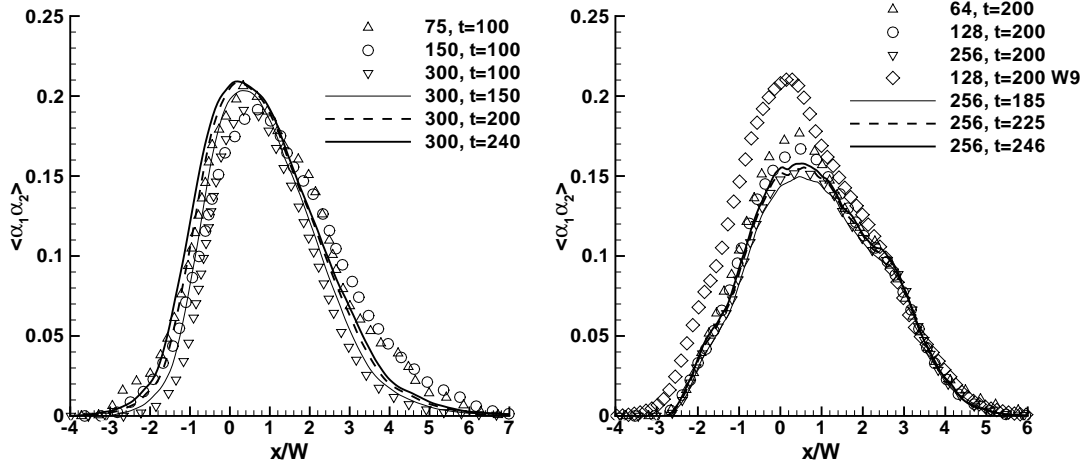 0.25
0.2
0.15
0.1
0.05
0
<α₁α₂>
-4 -3 -2 -1 0 1 2 3 4 5 6 7
x/W
75, t=100
150, t=100
300, t=100
300, t=150
300, t=200
300, t=240
0.25
0.2
0.15
0.1
0.05
0
<α₁α₂>
-4 -3 -2 -1 0 1 2 3 4 5 6
x/W
64, t=200
128, t=200
256, t=200
128, t=200 W9
256, t=185
256, t=225
256, t=246